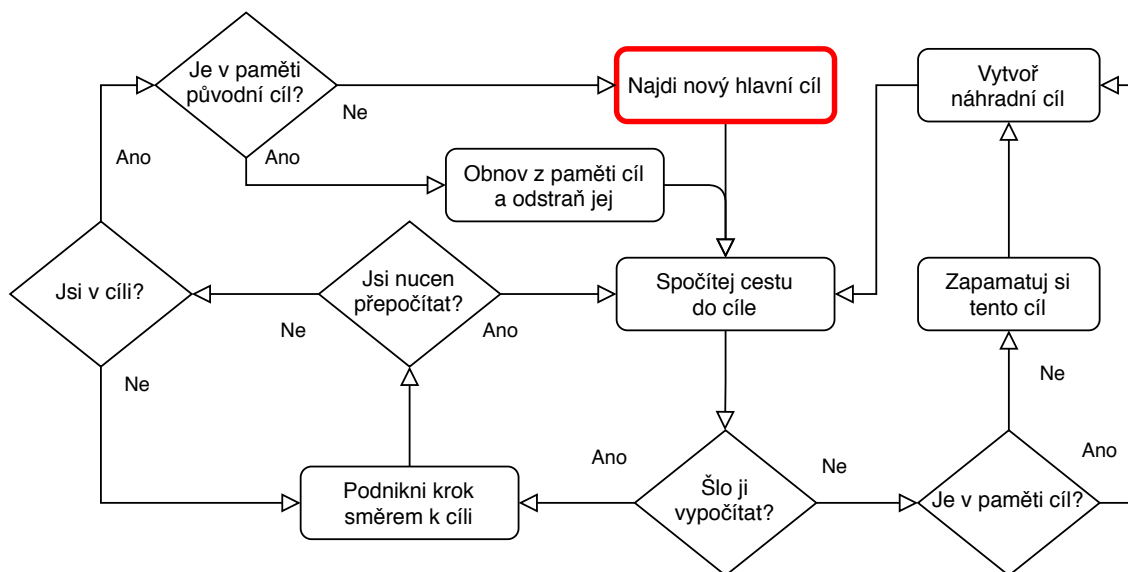 Je v paměti
původní cíl?
Ne
Ano
Ano
Najdi nový hlavní cíl
Vytvoř
náhradní cíl
Obnov z paměti cíl
a odstraň jej
Jsi v cíli?
Ne
Jsi nucen
přepočítat?
Ne
Ano
Spočítej cestu
do cíle
Zapamatuj si
tento cíl
Ne
Podnikni krok
směrem k cíli
Ano
Šlo ji
vypočítat?
Ne
Je v paměti cíl?
Ano